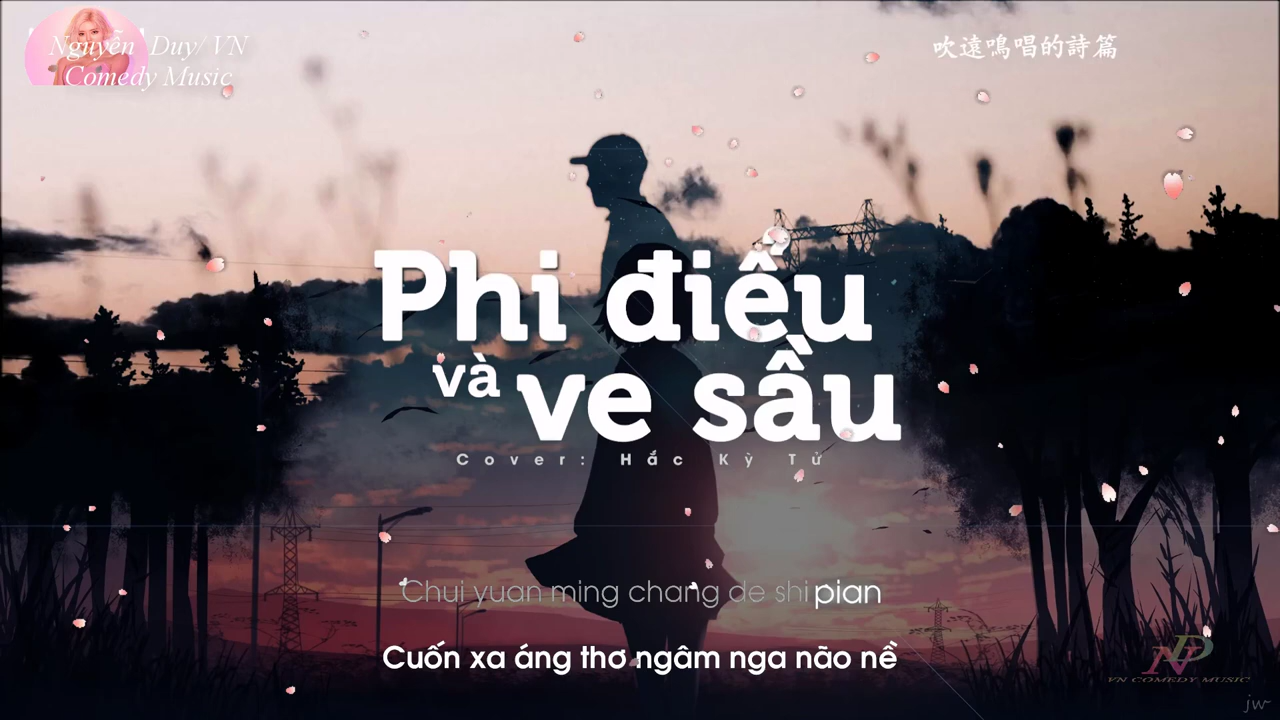 Nguyễn Duy/ VN
Comedy Music
吹遠鳴唱的詩篇
Phi điểu
và ve sầu
Cover: Hắc Kỳ Tử
Chui yuan ming chang de shi pian
Cuốn xa áng thơ ngâm nga não nề
VN COMEDY MUSIC
jw